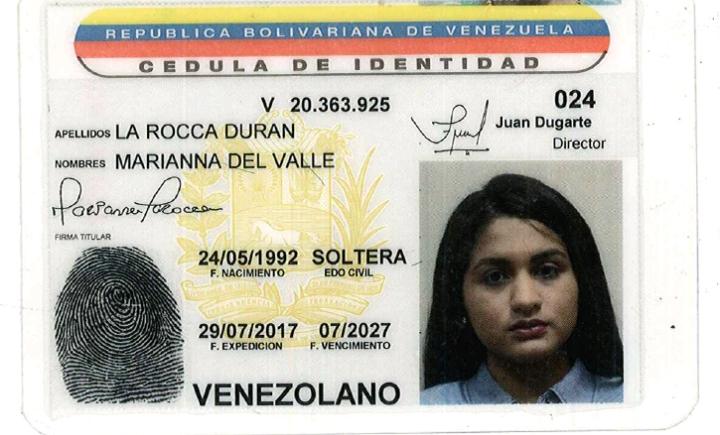 REPUBLICA BOLIVARIANA DE VENEZUELA
CEDULA DE IDENTIDAD
V 20.363.925
024
APELLIDOS LA ROCCA DURAN
Juan Dugarte
Director
NOMBRES MARIANNA DEL VALLE
FIRMA TITULAR
24/05/1992 SOLTERA
F. NACIMIENTO EDO CIVIL
29/07/2017 07/2027
F. EXPEDICION F. VENCIMIENTO
VENEZOLANO